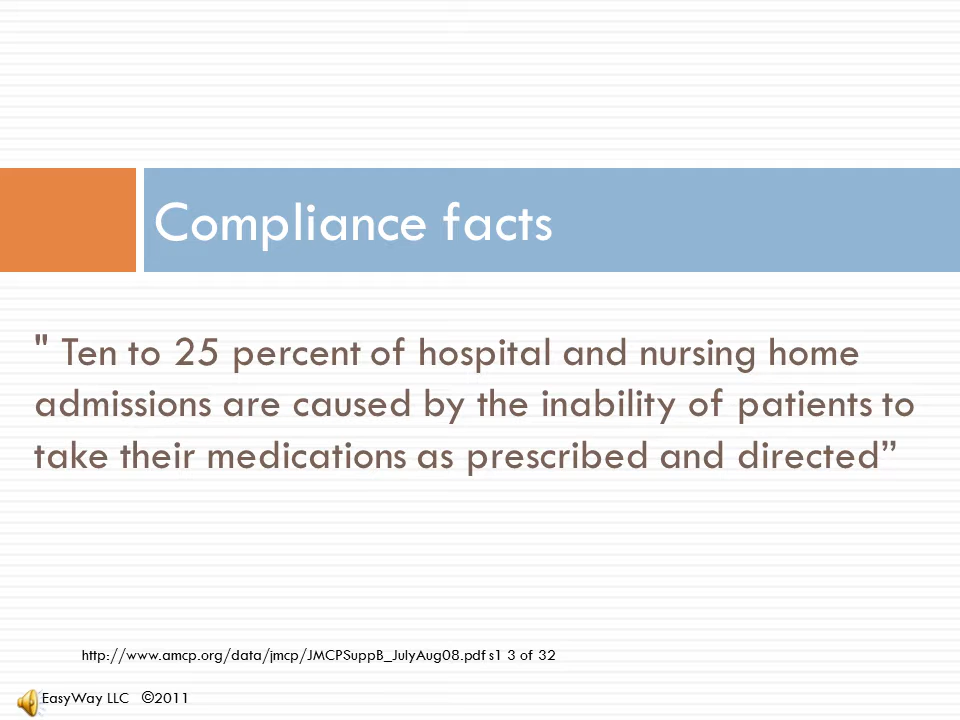 Compliance facts
" Ten to 25 percent of hospital and nursing home
admissions are caused by the inability of patients to
take their medications as prescribed and directed”
http://www.amcp.org/data/jmcp/JMCPSuppB_JulyAug08.pdf s1 3 of 32
EasyWay LLC ©2011